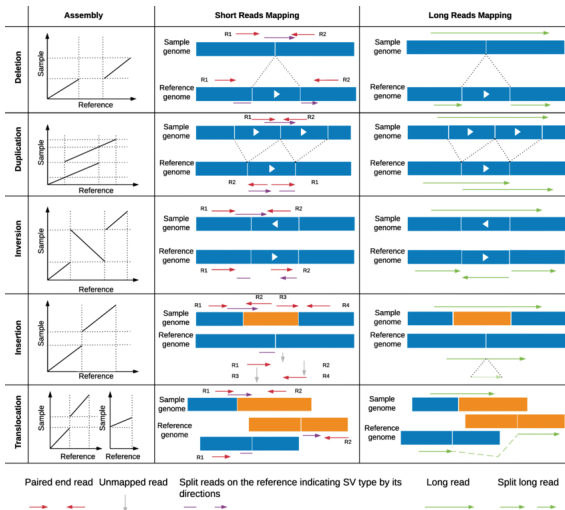 Assembly Short Reads Mapping Long Reads Mapping
Deletion
Sample
Reference
R1 R2
Sample
genome
R1 R2
Reference
genome
Sample
genome
Reference
genome
Duplication
Sample
Reference
R1 R2
Sample
genome
Reference
genome
R2 R1
Sample
genome
Reference
genome
Inversion
Sample
Reference
R1 R2
Sample
genome
Reference
genome
R1 R2
Sample
genome
Reference
genome
Insertion
Sample
Reference
R1 R2 R3 R4
Sample
genome
Reference
genome
R1 R2
R3 R4
Sample
genome
Reference
genome
Translocation
Sample Sample
Reference Reference
R1 R2
Sample
genome
Reference
genome
R2
R1
Sample
genome
Reference
genome
Paired end read Unmapped read Split reads on the reference indicating SV type by its
directions
Long read Split long read